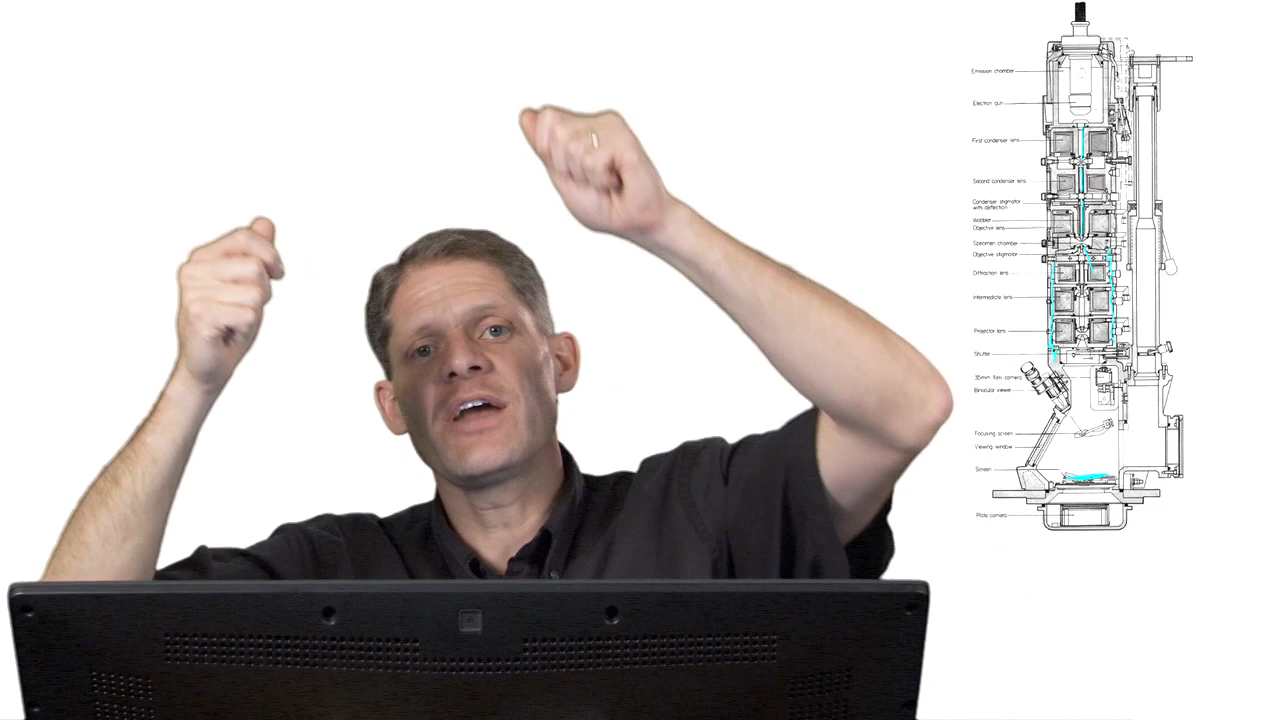 Emission chamber
Electron gun
First condenser lens
Second condenser lens
Condenser stigmator
with deflection
Wobbler
Objective lens
Specimen chamber
Objective stigmator
Diffraction lens
Intermediate lens
Projector lens
Shutter
35mm film camera
Binocular viewer
Focusing screen
Viewing window
Screen
Plate camera